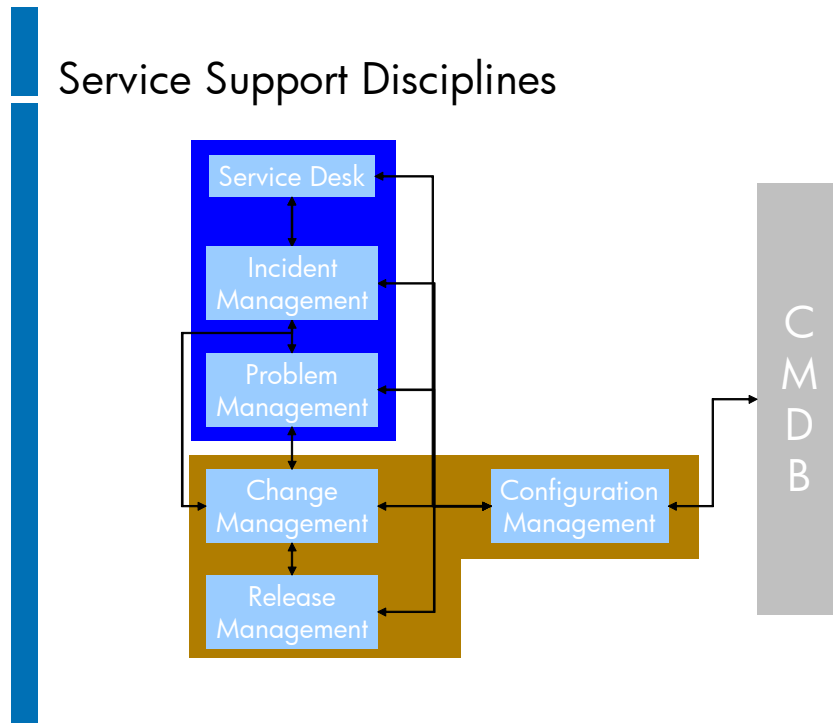 Service Support Disciplines
Service Desk
Incident
Management
Problem
Management
Change
Management
Configuration
Management
Release
Management
C
M
D
B